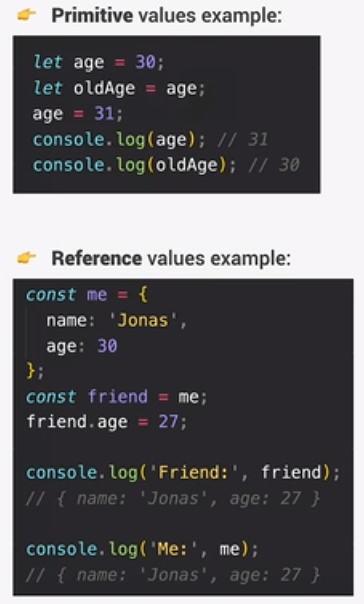 👉 Primitive values example:
let age = 30;
let oldAge = age;
age = 31;
console.log(age); // 31
console.log(oldAge); // 30
👉 Reference values example:
const me = {
  name: 'Jonas',
  age: 30
};
const friend = me;
friend.age = 27;
console.log('Friend:', friend);
// { name: 'Jonas', age: 27 }
console.log('Me:', me);
// { name: 'Jonas', age: 27 }